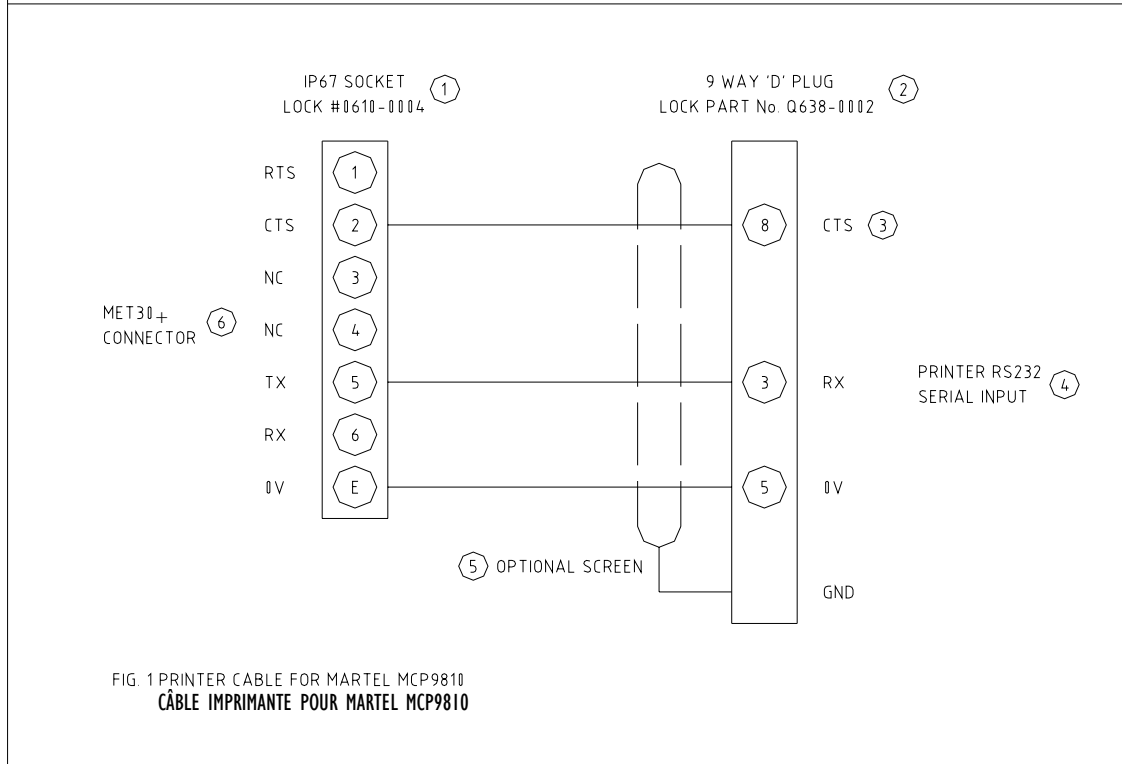 IP67 SOCKET 1
LOCK #0610-0004
9 WAY 'D' PLUG 2
LOCK PART No. Q638-0002
RTS 1
CTS 2
8 CTS 3
NC 3
MET30+
CONNECTOR 6
NC 4
TX 5
3 RX
PRINTER RS232
SERIAL INPUT 4
RX 6
0V E
5 0V
5 OPTIONAL SCREEN
GND
FIG. 1 PRINTER CABLE FOR MARTEL MCP9810
CÂBLE IMPRIMANTE POUR MARTEL MCP9810